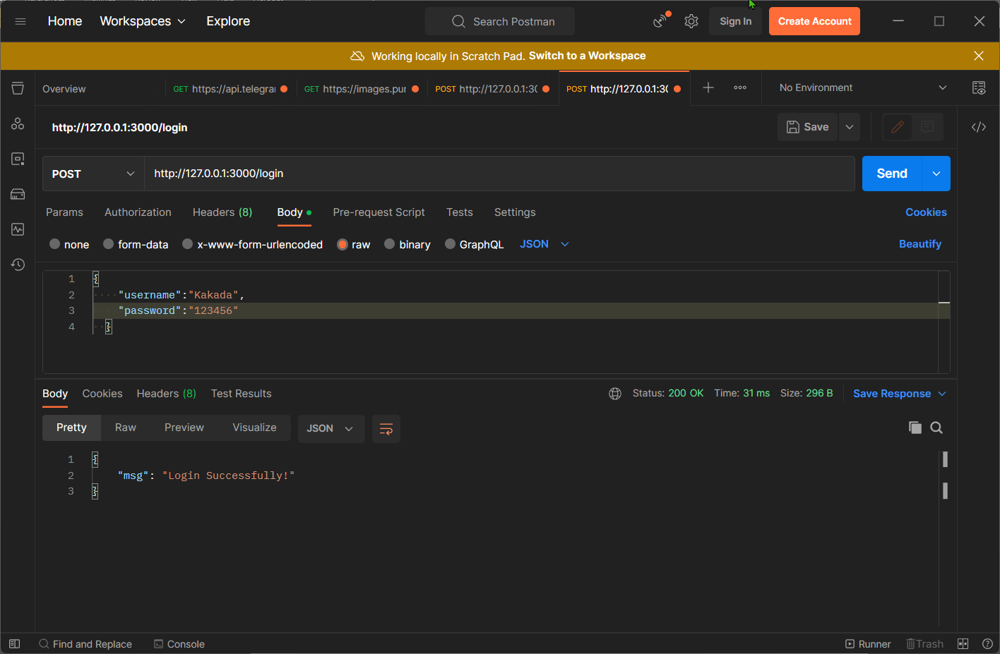 Home Workspaces Explore Search Postman Sign In Create Account
Working locally in Scratch Pad. Switch to a Workspace
Overview GET https://api.telegra GET https://images.pur POST http://127.0.0.1:30 POST http://127.0.0.1:30 No Environment
http://127.0.0.1:3000/login Save
POST http://127.0.0.1:3000/login Send
Params Authorization Headers (8) Body Pre-request Script Tests Settings Cookies
none form-data x-www-form-urlencoded raw binary GraphQL JSON Beautify
1 {
2 "username":"Kakada",
3 "password":"123456"
4 }
Body Cookies Headers (8) Test Results Status: 200 OK Time: 31 ms Size: 296 B Save Response
Pretty Raw Preview Visualize JSON
1 {
2 "msg": "Login Successfully!"
3 }
Find and Replace Console Runner Trash